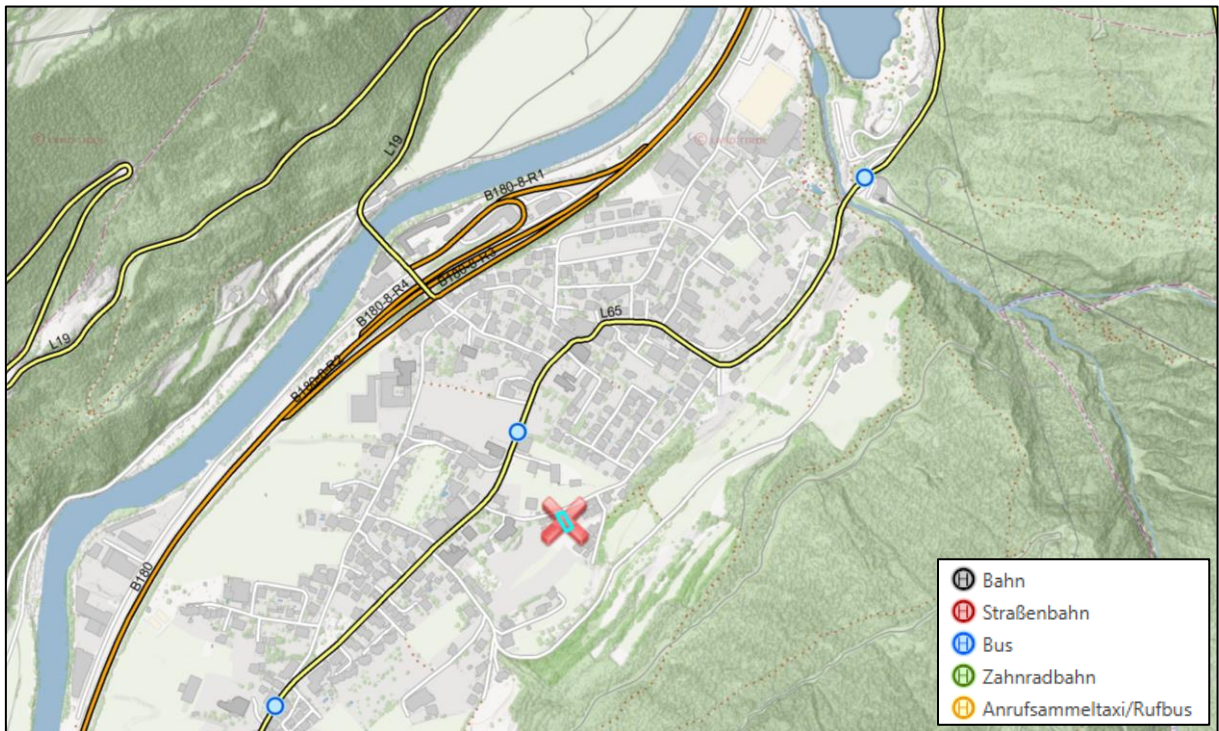 L19
B180-8-R1
B180-8-R3
B180-8-R4
L65
L19
B180-8-R2
B180
Bahn
Straßenbahn
Bus
Zahnradbahn
Anrufsammeltaxi/Rufbus